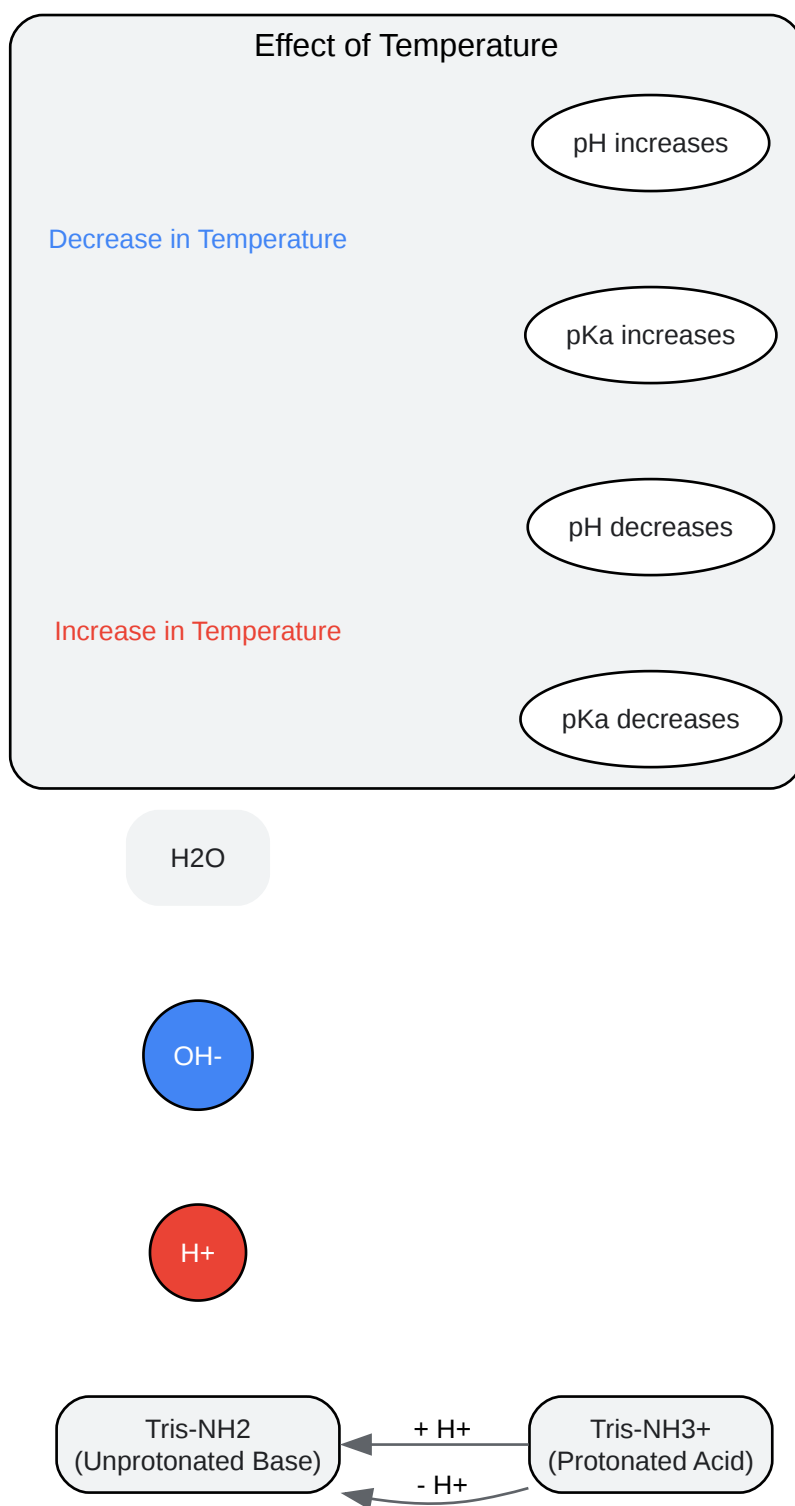 Effect of Temperature
pH increases
Decrease in Temperature
pKa increases
pH decreases
Increase in Temperature
pKa decreases
H2O
OH-
H+
Tris-NH2
(Unprotonated Base)
+ H+
- H+
Tris-NH3+
(Protonated Acid)